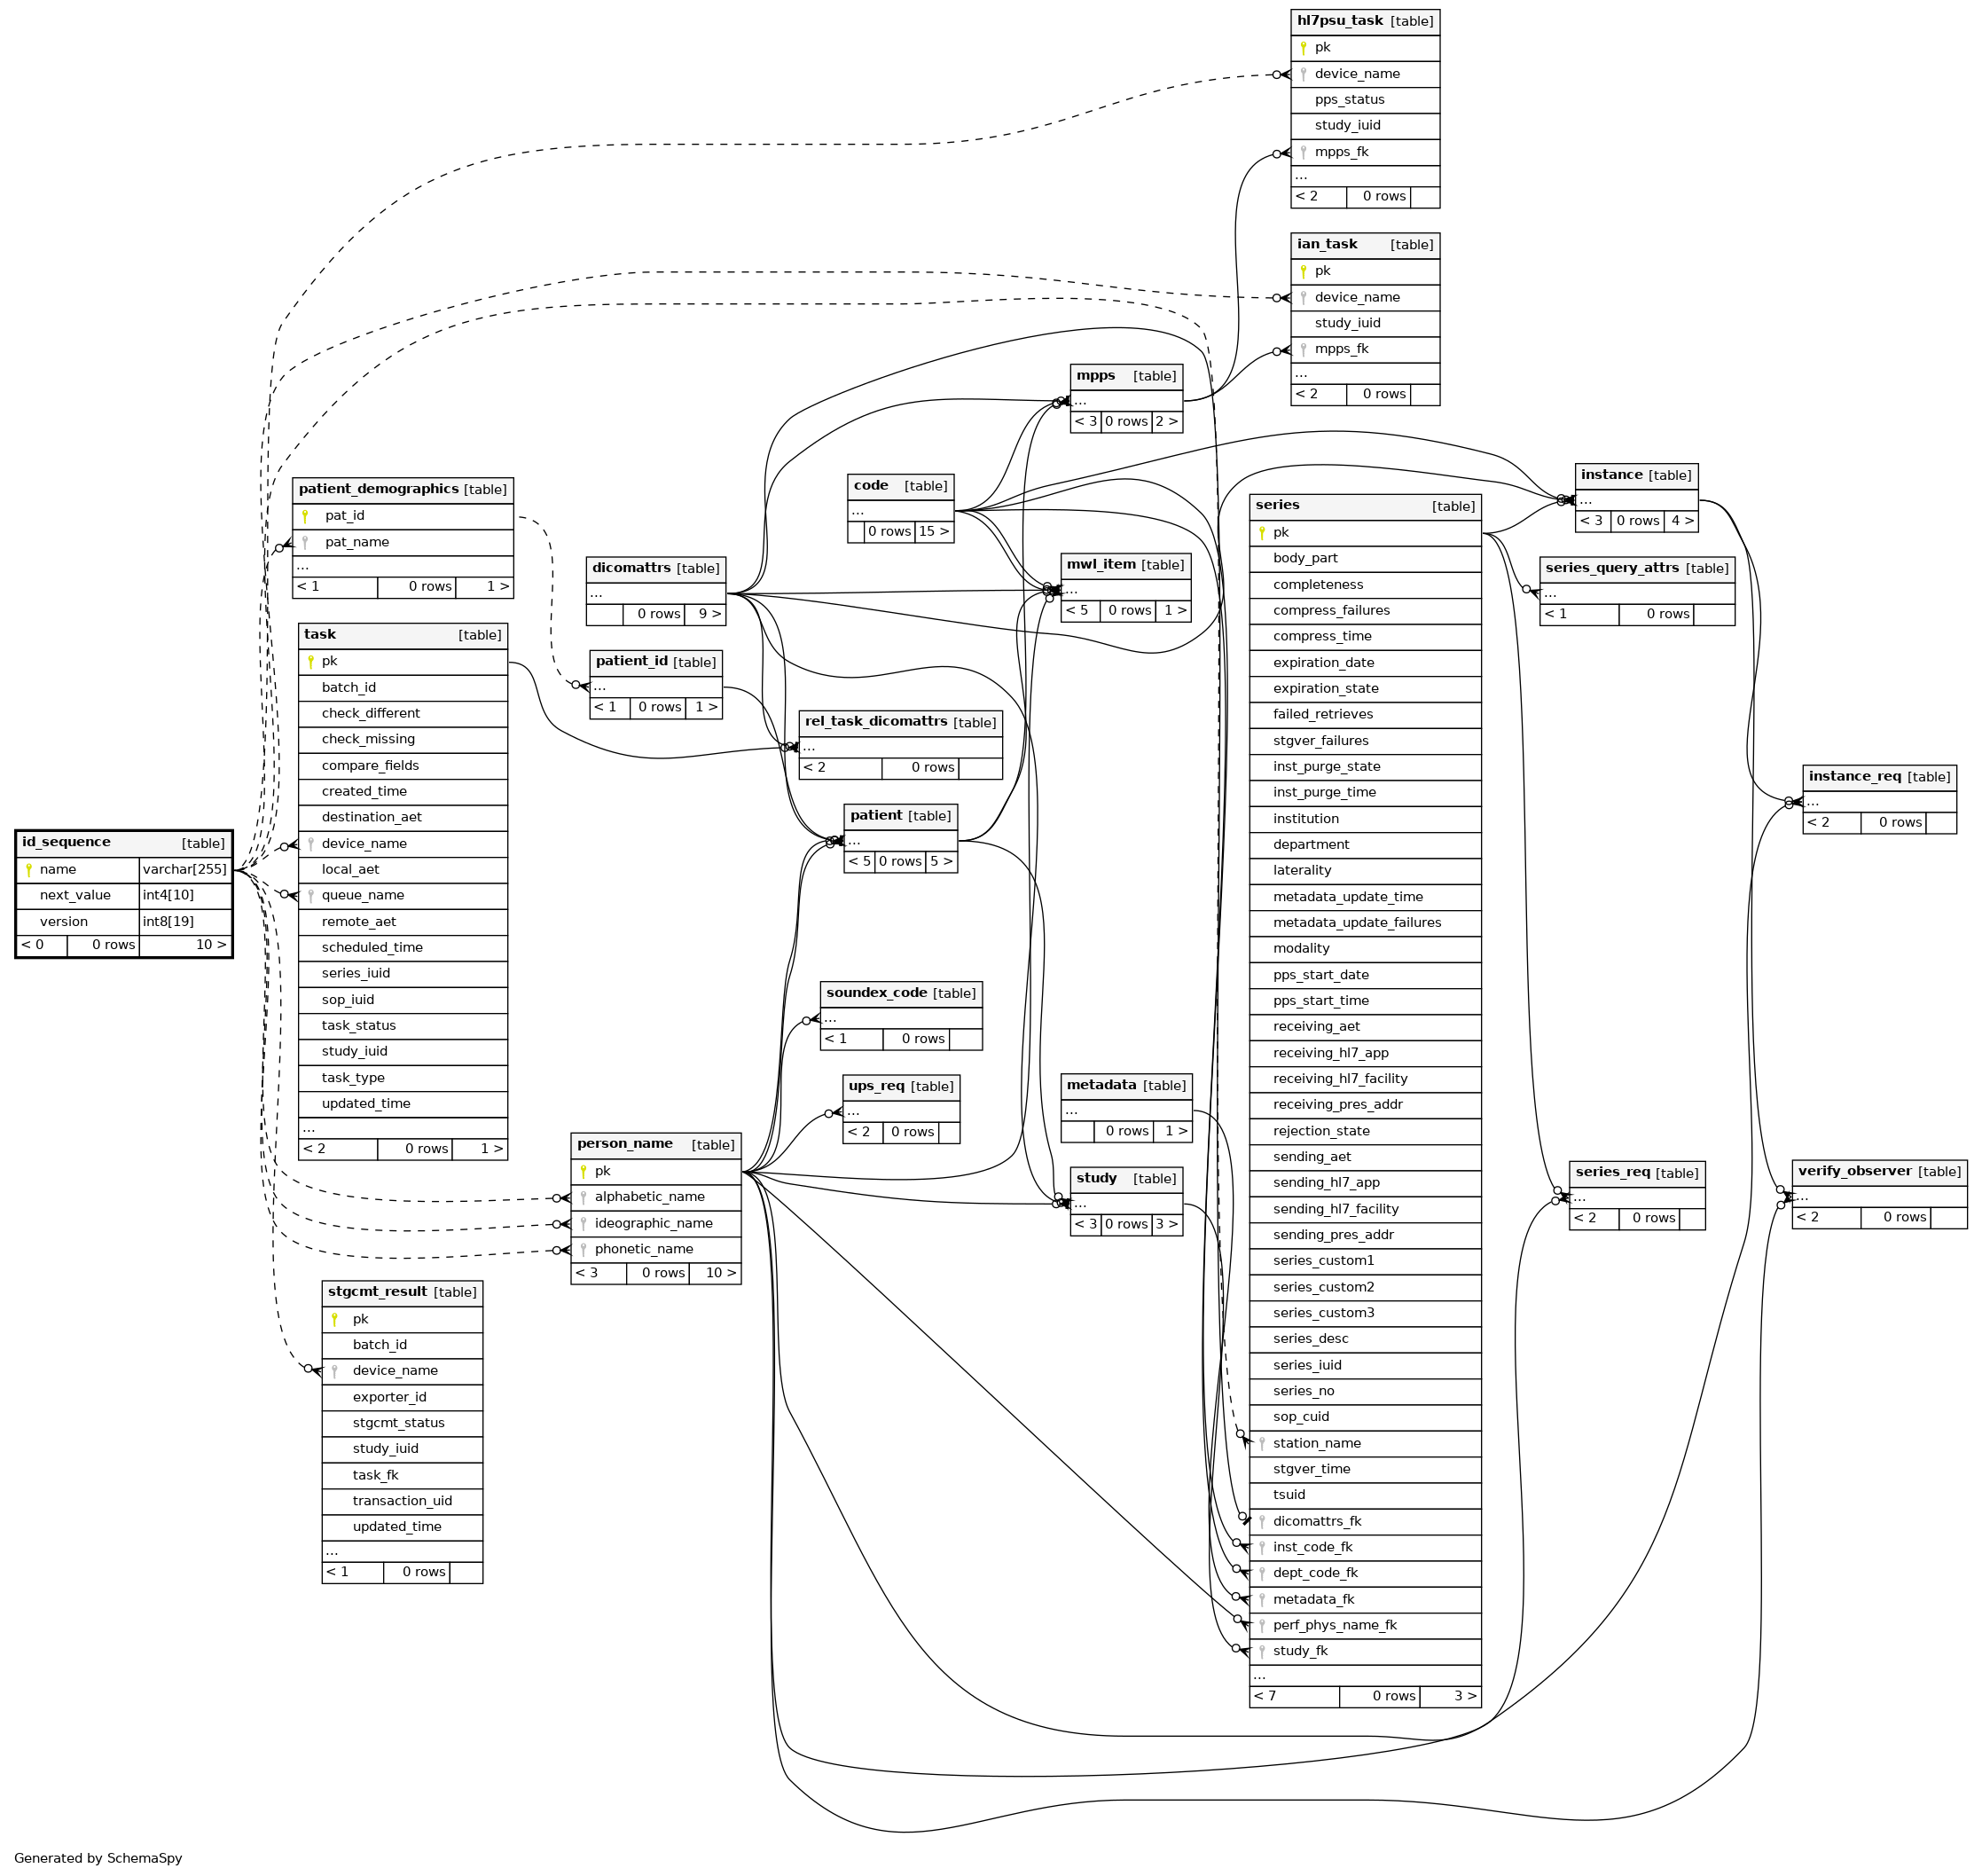 hl7psu_task [table]
pk
device_name
pps_status
study_iuid
mpps_fk
...
< 2 0 rows
ian_task [table]
pk
device_name
study_iuid
mpps_fk
...
< 2 0 rows
mpps [table]
...
< 3 0 rows 2 >
code [table]
...
0 rows 15 >
instance [table]
...
< 3 0 rows 4 >
patient_demographics [table]
pat_id
pat_name
...
< 1 0 rows 1 >
dicomattrs [table]
...
0 rows 9 >
mwl_item [table]
...
< 5 0 rows 1 >
series_query_attrs [table]
...
< 1 0 rows
series [table]
pk
body_part
completeness
compress_failures
compress_time
expiration_date
expiration_state
failed_retrieves
stgver_failures
inst_purge_state
inst_purge_time
institution
department
laterality
metadata_update_time
metadata_update_failures
modality
pps_start_date
pps_start_time
receiving_aet
receiving_hl7_app
receiving_hl7_facility
receiving_pres_addr
rejection_state
sending_aet
sending_hl7_app
sending_hl7_facility
sending_pres_addr
series_custom1
series_custom2
series_custom3
series_desc
series_iuid
series_no
sop_cuid
station_name
stgver_time
tsuid
dicomattrs_fk
inst_code_fk
dept_code_fk
metadata_fk
perf_phys_name_fk
study_fk
...
< 7 0 rows 3 >
task [table]
pk
batch_id
check_different
check_missing
compare_fields
created_time
destination_aet
device_name
local_aet
queue_name
remote_aet
scheduled_time
series_iuid
sop_iuid
task_status
study_iuid
task_type
updated_time
...
< 2 0 rows 1 >
patient_id [table]
...
< 1 0 rows 1 >
rel_task_dicomattrs [table]
...
< 2 0 rows
patient [table]
...
< 5 0 rows 5 >
instance_req [table]
...
< 2 0 rows
id_sequence [table]
name varchar[255]
next_value int4[10]
version int8[19]
< 0 0 rows 10 >
soundex_code [table]
...
< 1 0 rows
ups_req [table]
...
< 2 0 rows
metadata [table]
...
0 rows 1 >
person_name [table]
pk
alphabetic_name
ideographic_name
phonetic_name
< 3 0 rows 10 >
study [table]
...
< 3 0 rows 3 >
series_req [table]
...
< 2 0 rows
verify_observer [table]
...
< 2 0 rows
stgcmt_result [table]
pk
batch_id
device_name
exporter_id
stgcmt_status
study_iuid
task_fk
transaction_uid
updated_time
...
< 1 0 rows
Generated by SchemaSpy